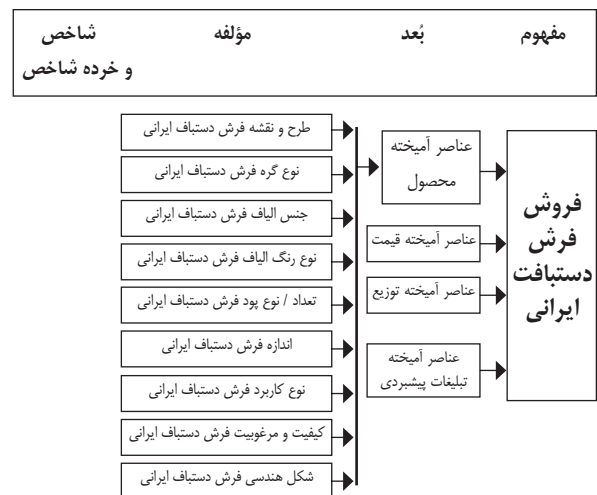 مفهوم
بُعد
مؤلفه
شاخص
و خرده شاخص
فروش
فرش
دستبافت
ایرانی
عناصر آمیخته
محصول
عناصر آمیخته قیمت
عناصر آمیخته توزیع
عناصر آمیخته
تبلیغات پیشبردی
طرح و نقشه فرش دستباف ایرانی
نوع گره فرش دستباف ایرانی
جنس الیاف فرش دستباف ایرانی
نوع رنگ الیاف فرش دستباف ایرانی
تعداد / نوع پود فرش دستباف ایرانی
اندازه فرش دستباف ایرانی
نوع کاربرد فرش دستباف ایرانی
کیفیت و مرغوبیت فرش دستباف ایرانی
شکل هندسی فرش دستباف ایرانی